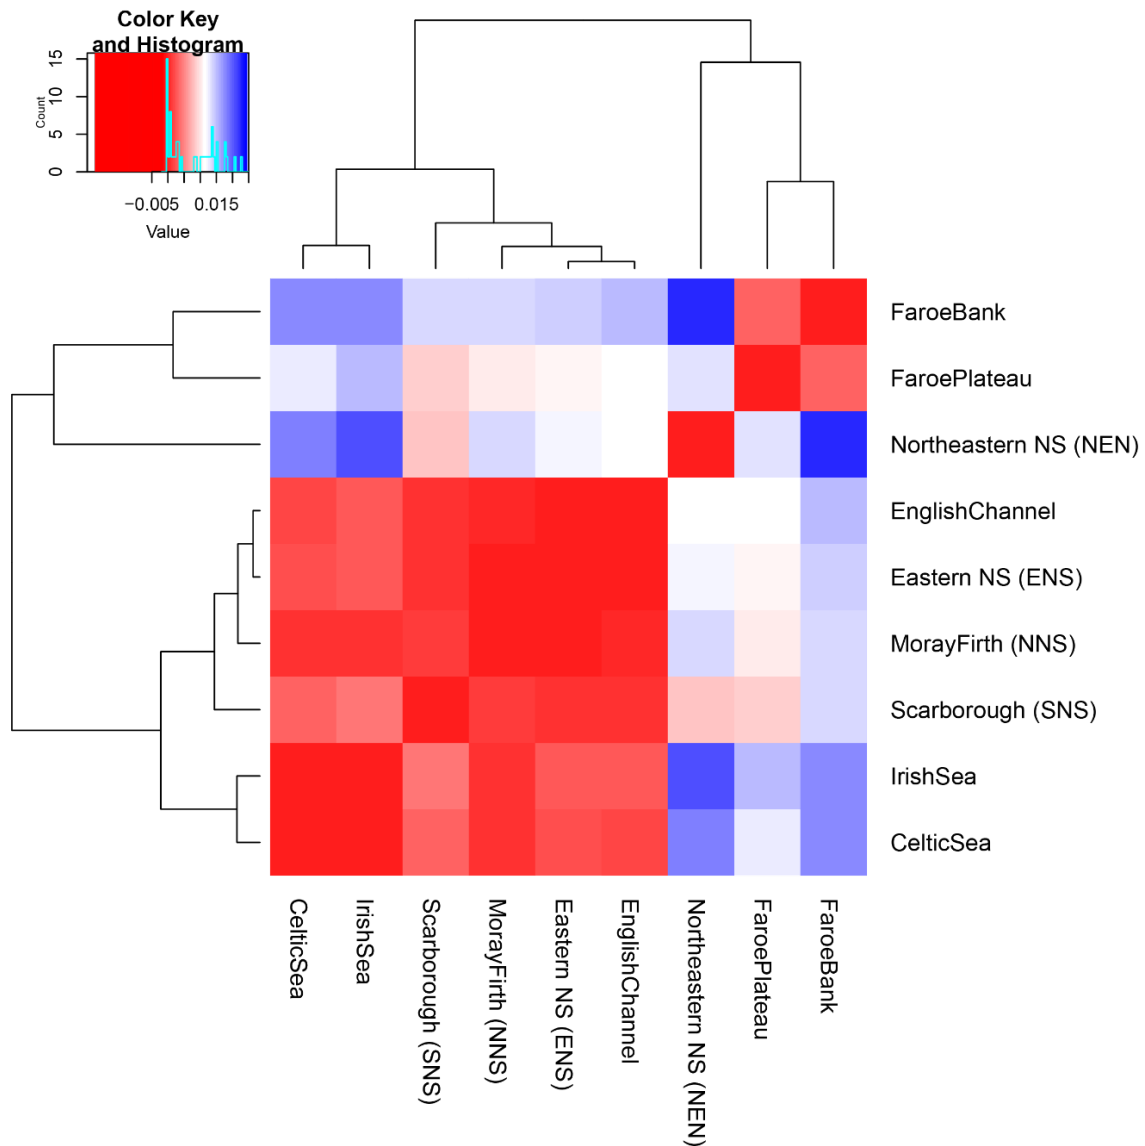 Color Key
and Histogram
Count
0 5 10 15
−0.005 0.015
Value
FaroeBank
FaroePlateau
Northeastern NS (NEN)
EnglishChannel
Eastern NS (ENS)
MorayFirth (NNS)
Scarborough (SNS)
IrishSea
CelticSea
CelticSea
IrishSea
Scarborough (SNS)
MorayFirth (NNS)
Eastern NS (ENS)
EnglishChannel
Northeastern NS (NEN)
FaroePlateau
FaroeBank